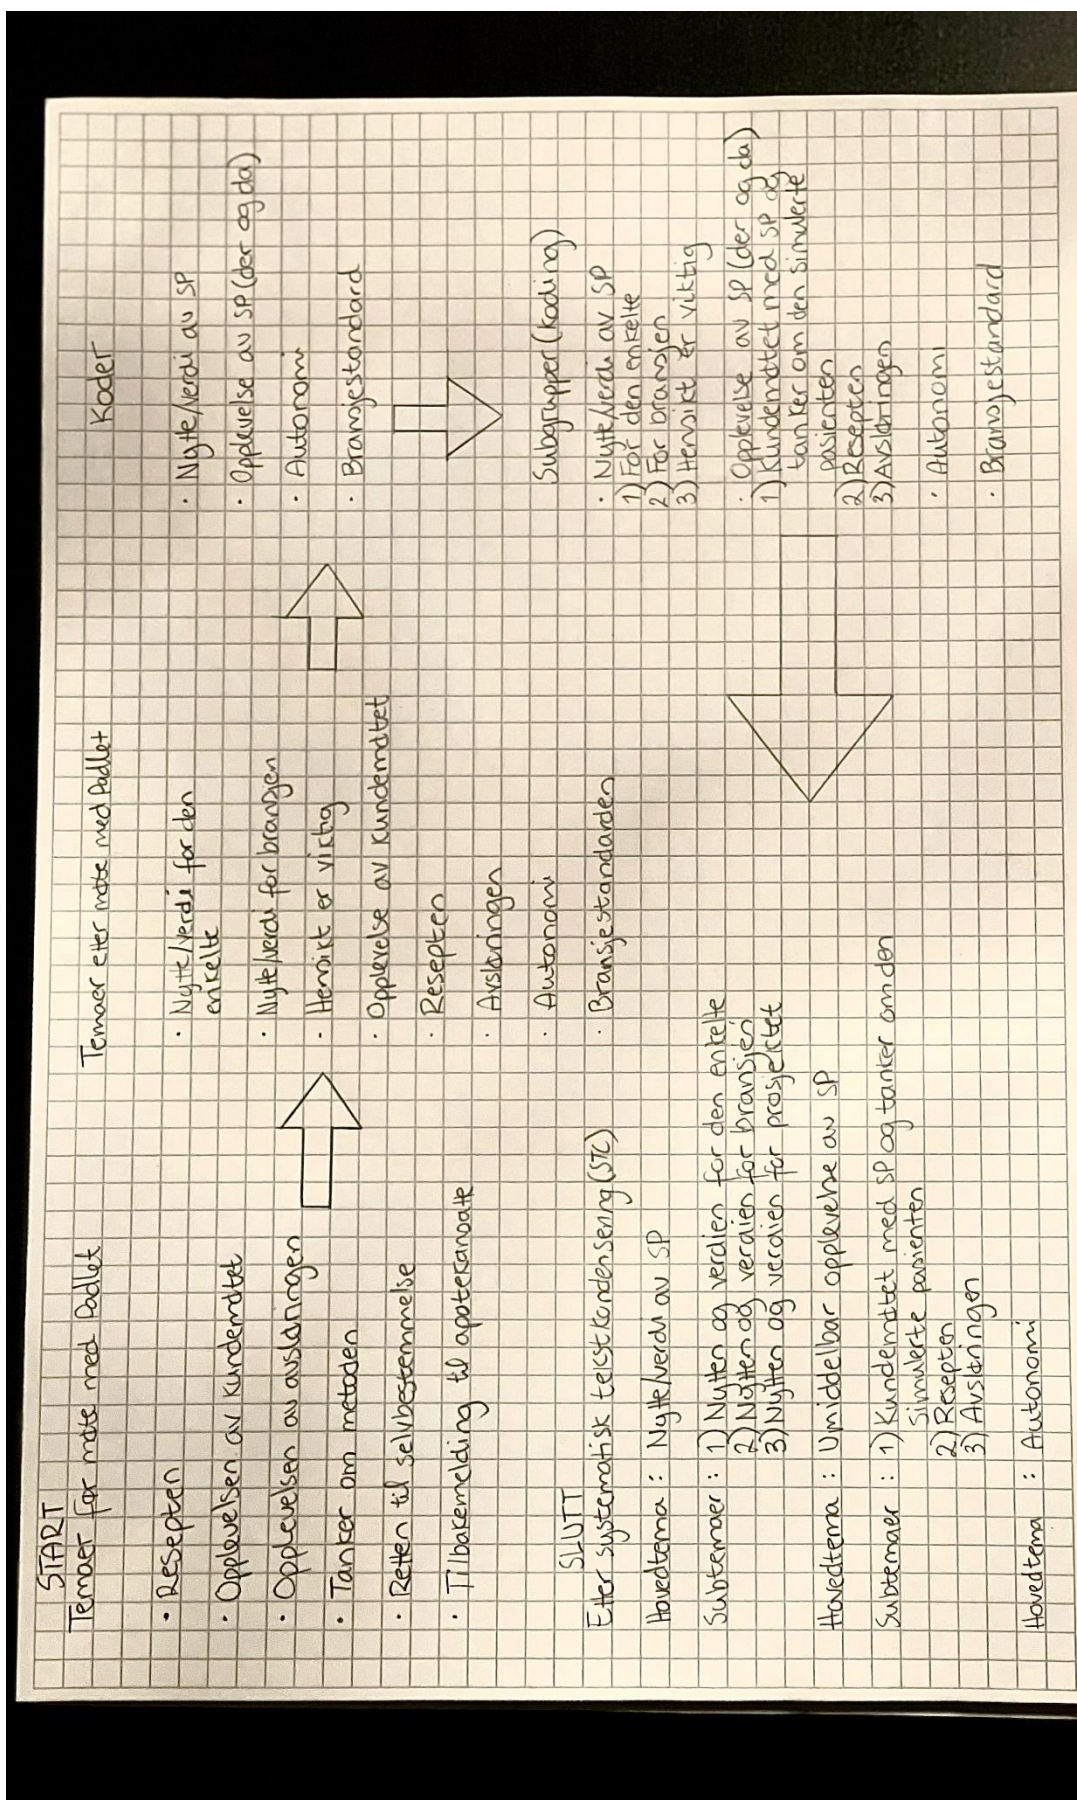 START
Temaer før møte med Padlet
· Resepten
· Opplevelsen av kundemøtet
· Opplevelsen av avsløringen
· Tanker om metoden
· Retten til selvbestemmelse
· Tilbakemelding til apotekansatte
Temaer etter møte med Padlet
· Nytte/verdi for den
enkelte
· Nytte/verdi for bransjen
· Hensikt er viktig
· Opplevelse av kundemøtet
· Resepten
· Avsløringen
· Autonomi
· Bransjestandarden
Koder
· Nytte/verdi av SP
· Opplevelse av SP (der og da)
· Autonomi
· Bransjestandard
Subgrupper (koding)
· Nytte/verdi av SP
1) For den enkelte
2) For bransjen
3) Hensikt er viktig
· Opplevelse av SP (der og da)
1) Kundemøtet med SP og
tanker om den simulerte
pasienten
2) Resepten
3) Avsløringen
· Autonomi
· Bransjestandard
SLUTT
Etter systematisk tekstkondensering (STC)
Hovedtema : Nytte/verdi av SP
Subtemaer : 1) Nytten og verdien for den enkelte
2) Nytten og verdien for bransjen
3) Nytten og verdien for prosjektet
Hovedtema : Umiddelbar opplevelse av SP
Subtemaer : 1) Kundemøtet med SP og tanker om den
simulerte pasienten
2) Resepten
3) Avsløringen
Hovedtema : Autonomi